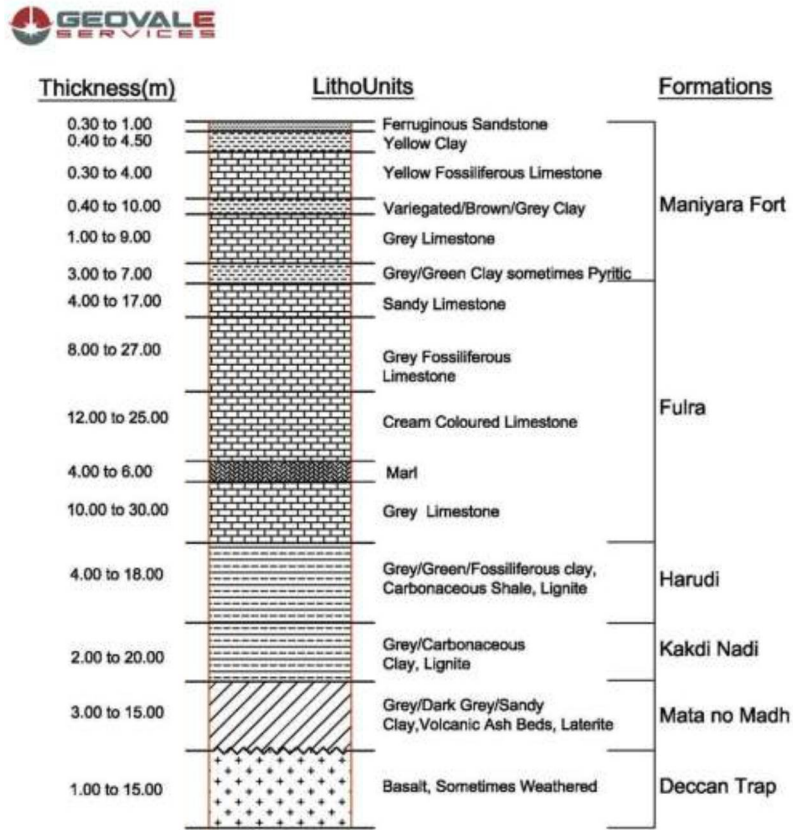 GEOVALE
SERVICES
Thickness(m) LithoUnits Formations
0.30 to 1.00 Ferruginous Sandstone
0.40 to 4.50 Yellow Clay
0.30 to 4.00 Yellow Fossiliferous Limestone
0.40 to 10.00 Variegated/Brown/Grey Clay Maniyara Fort
1.00 to 9.00 Grey Limestone
3.00 to 7.00 Grey/Green Clay sometimes Pyritic
4.00 to 17.00 Sandy Limestone
8.00 to 27.00 Grey Fossiliferous
Limestone
Fulra
12.00 to 25.00 Cream Coloured Limestone
4.00 to 6.00 Marl
10.00 to 30.00 Grey Limestone
4.00 to 18.00 Grey/Green/Fossiliferous clay, Harudi
Carbonaceous Shale, Lignite
2.00 to 20.00 Grey/Carbonaceous Kakdi Nadi
Clay, Lignite
3.00 to 15.00 Grey/Dark Grey/Sandy Mata no Madh
Clay,Volcanic Ash Beds, Laterite
1.00 to 15.00 Basalt, Sometimes Weathered Deccan Trap